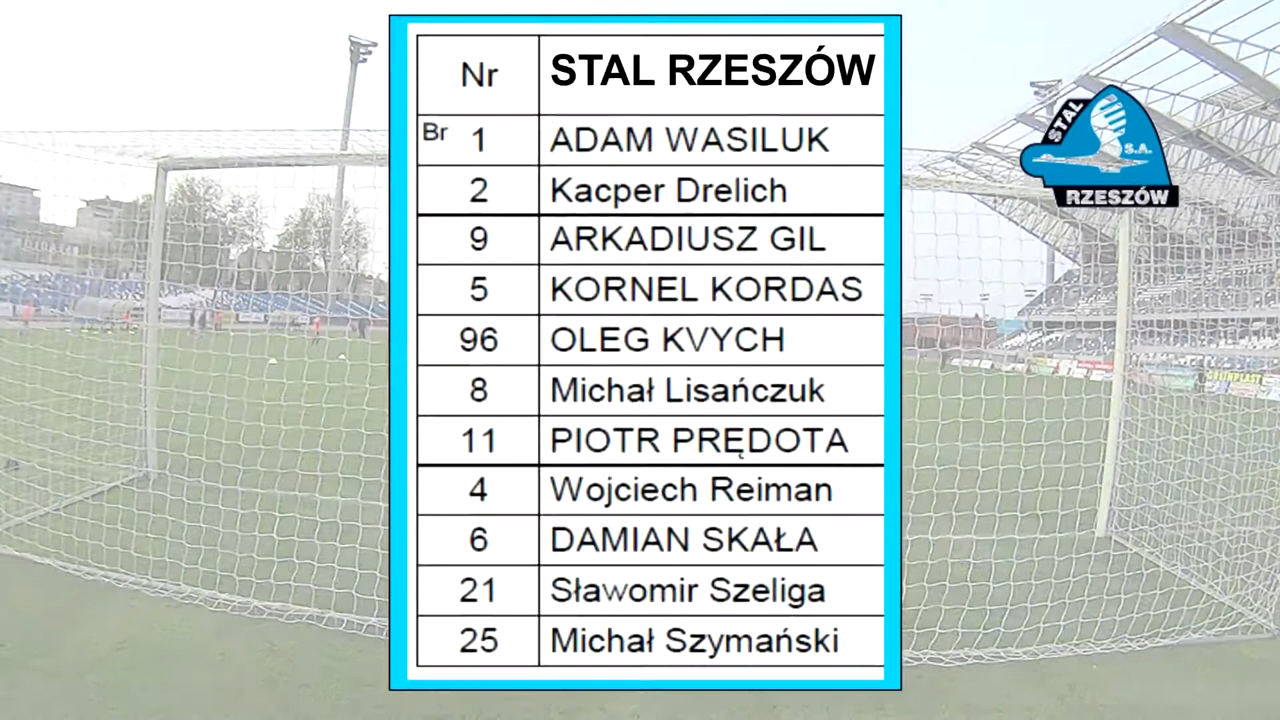 Nr STAL RZESZÓW
Br 1 ADAM WASILUK
2 Kacper Drelich
9 ARKADIUSZ GIL
5 KORNEL KORDAS
96 OLEG KVYCH
8 Michał Lisańczuk
11 PIOTR PRĘDOTA
4 Wojciech Reiman
6 DAMIAN SKAŁA
21 Sławomir Szeliga
25 Michał Szymański
STAL
S.A.
RZESZÓW
GREINPLAST